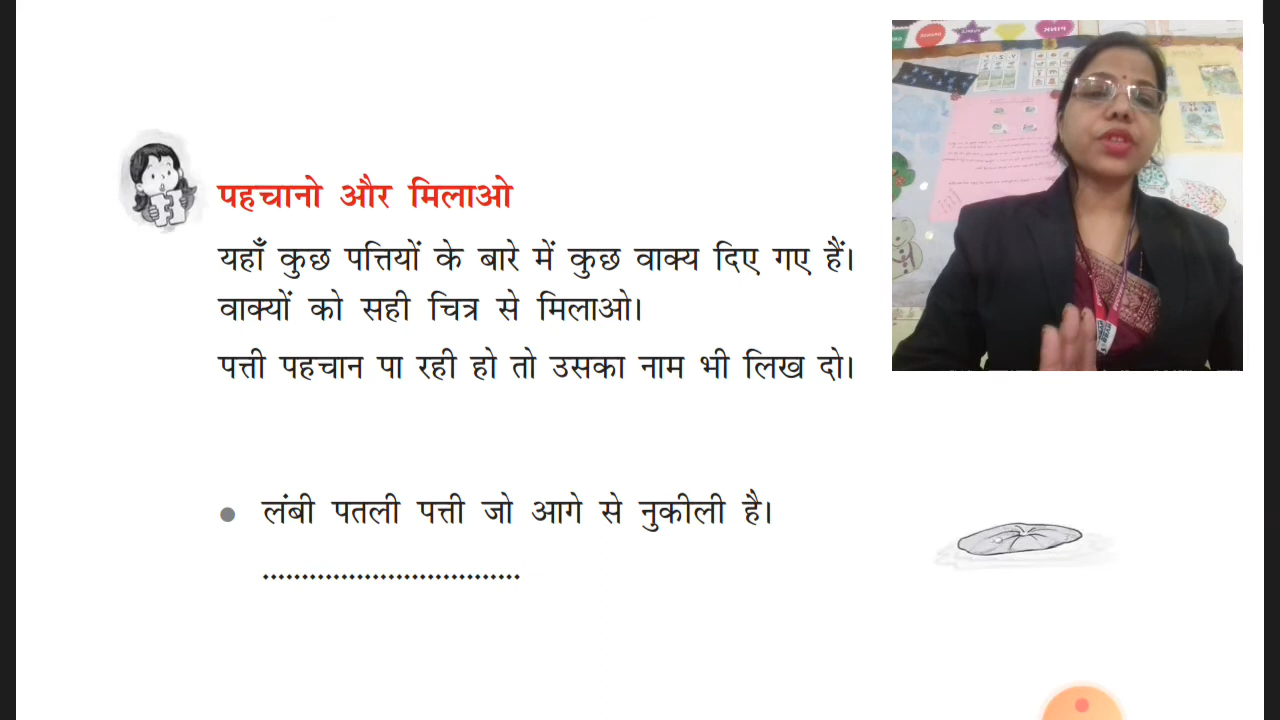 पहचानो और मिलाओ
यहाँ कुछ पत्तियों के बारे में कुछ वाक्य दिए गए हैं।
वाक्यों को सही चित्र से मिलाओ।
पत्ती पहचान पा रही हो तो उसका नाम भी लिख दो।
● लंबी पतली पत्ती जो आगे से नुकीली है।